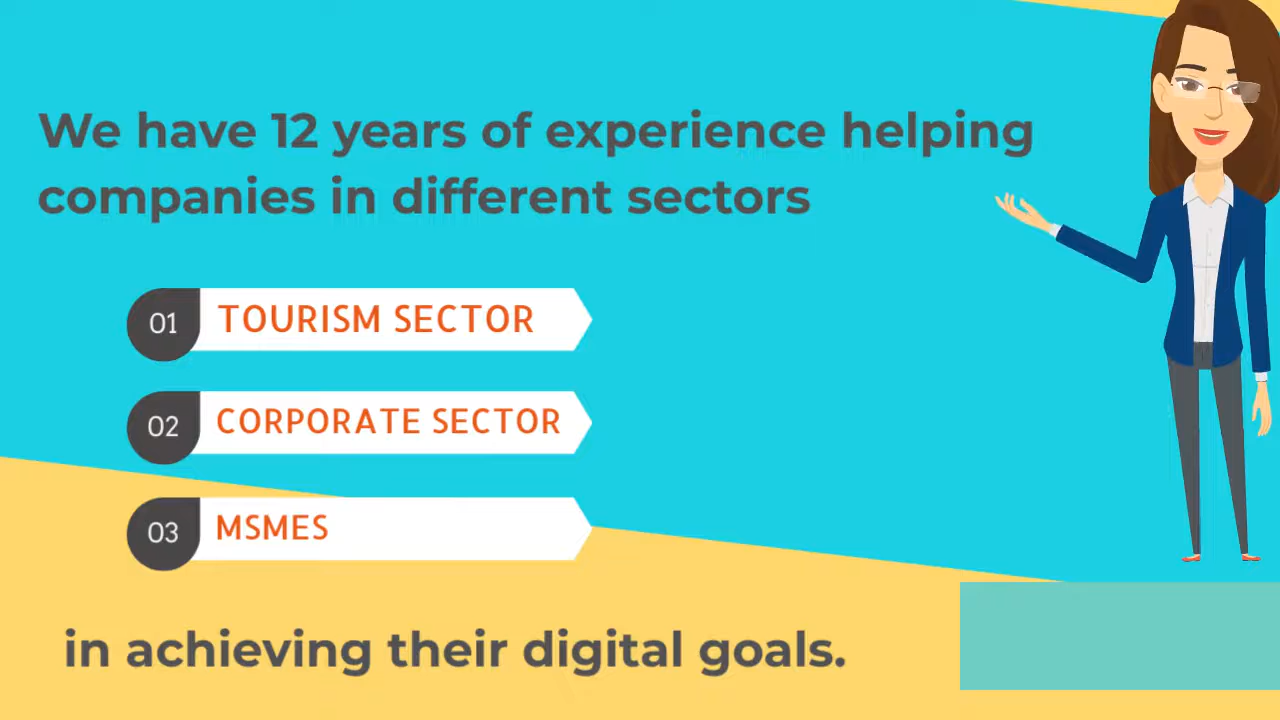 We have 12 years of experience helping
companies in different sectors
01 TOURISM SECTOR
02 CORPORATE SECTOR
03 MSMES
in achieving their digital goals.